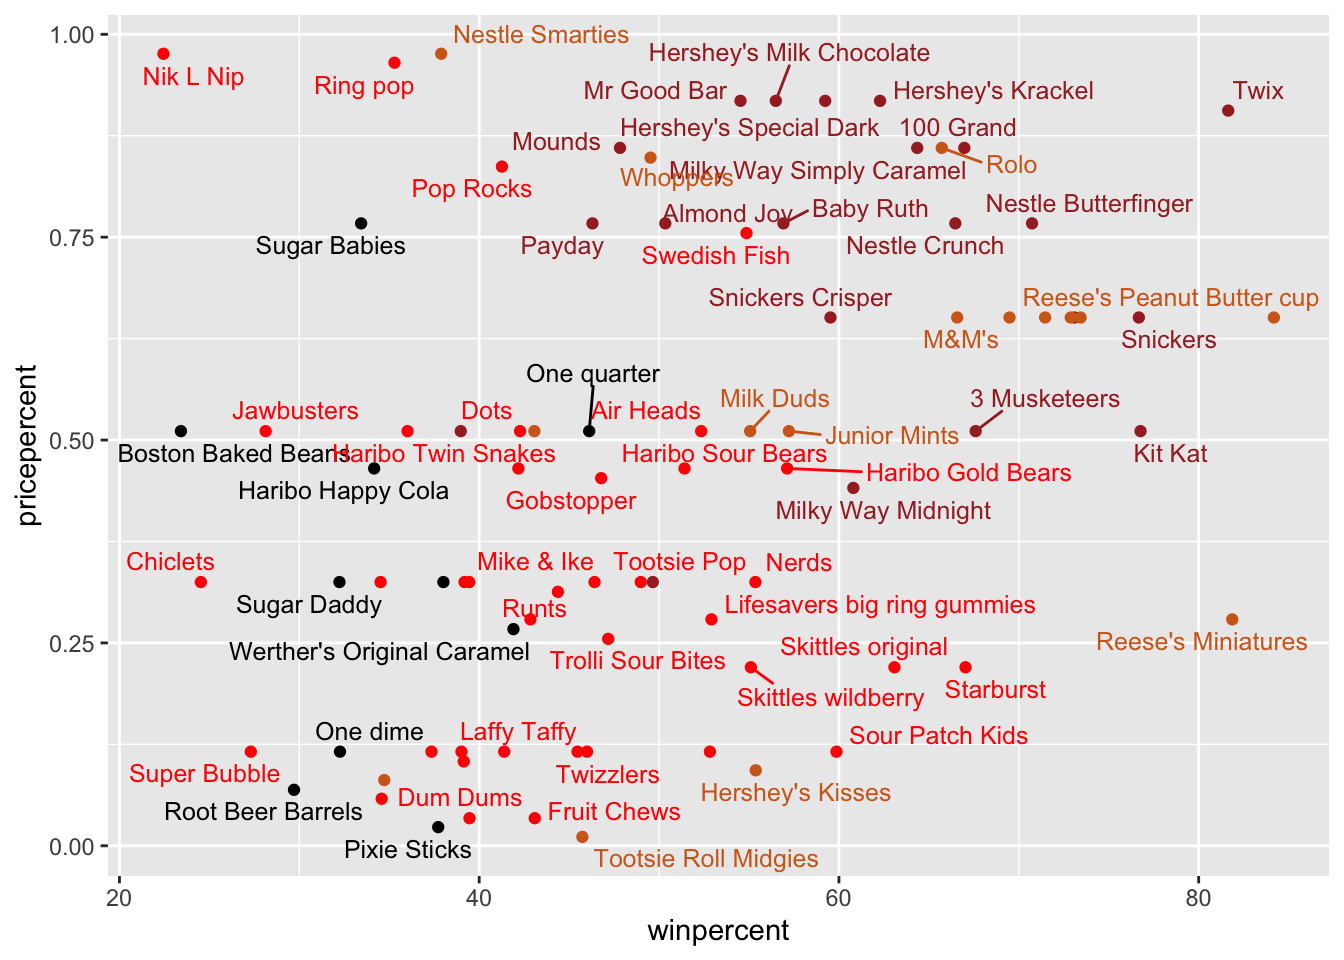 1.00
Nestle Smarties
Hershey's Milk Chocolate
Nik L Nip
Ring pop
Mr Good Bar
Hershey's Krackel
Twix
Mounds
Hershey's Special Dark
100 Grand
Whoppers
Milky Way Simply Caramel
Rolo
Pop Rocks
Almond Joy
Baby Ruth
Nestle Butterfinger
0.75
Sugar Babies
Payday
Swedish Fish
Nestle Crunch
Snickers Crisper
Reese's Peanut Butter cup
M&M's
Snickers
One quarter
Jawbusters
Dots
Air Heads
Milk Duds
3 Musketeers
0.50
Junior Mints
Boston Baked Beans
Haribo Twin Snakes
Haribo Sour Bears
Kit Kat
Haribo Happy Cola
Gobstopper
Haribo Gold Bears
Milky Way Midnight
Chiclets
Mike & Ike
Tootsie Pop
Nerds
Sugar Daddy
Runts
Lifesavers big ring gummies
0.25
Werther's Original Caramel
Trolli Sour Bites
Skittles original
Reese's Miniatures
Skittles wildberry
Starburst
One dime
Laffy Taffy
Sour Patch Kids
Super Bubble
Twizzlers
Root Beer Barrels
Dum Dums
Fruit Chews
Hershey's Kisses
0.00
Pixie Sticks
Tootsie Roll Midgies
20
40
60
80
winpercent
pricepercent